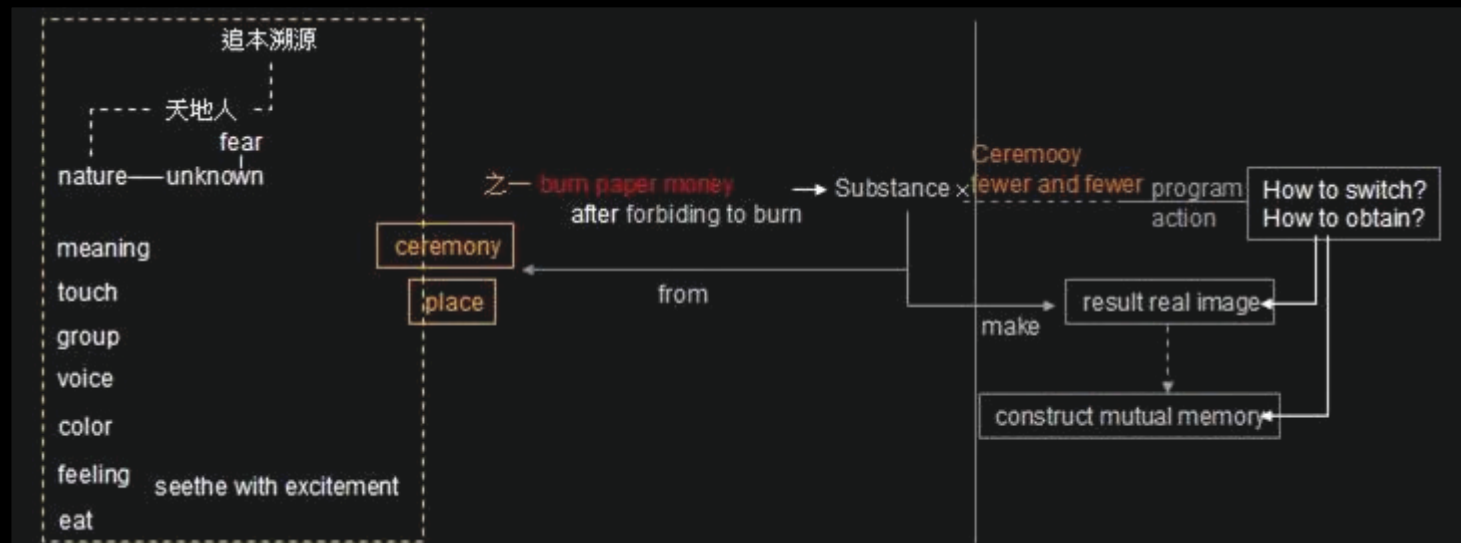 追本溯源
天地人
fear
nature
unknown
meaning
touch
group
voice
color
feeling
seethe with excitement
eat
ceremony
place
之一 burn paper money
after forbiding to burn
from
Substance ×
Ceremooy
fewer and fewer
program
action
How to switch?
How to obtain?
make
result real image
construct mutual memory